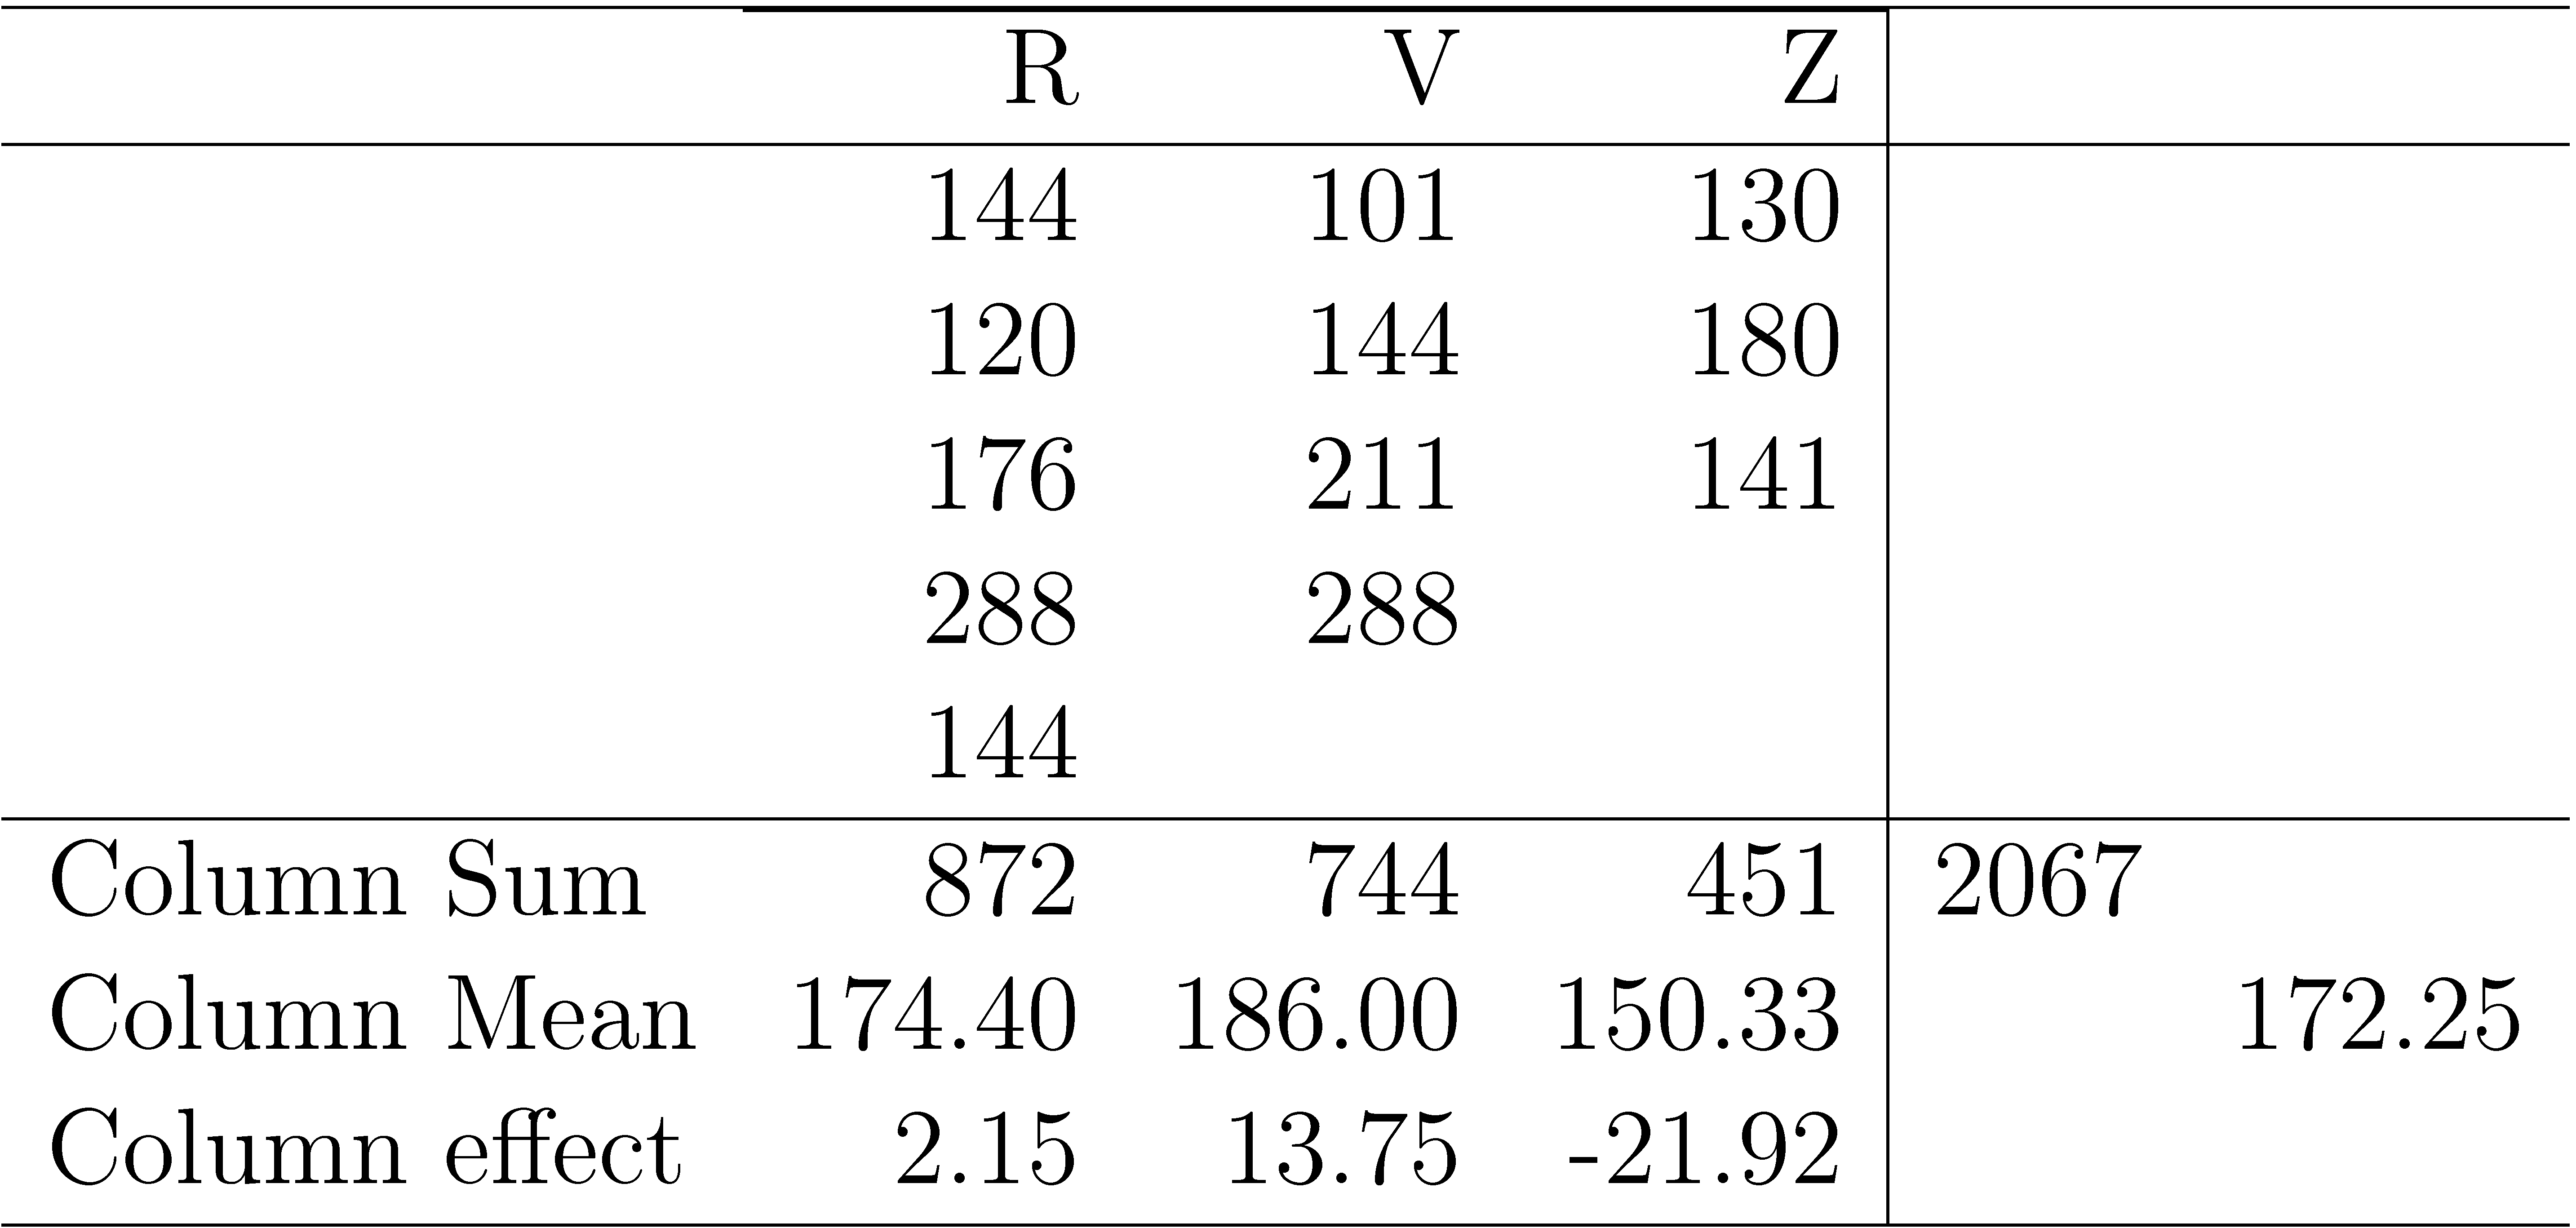 R V Z
144 101 130
120 144 180
176 211 141
288 288
144
Column Sum 872 744 451 2067
Column Mean 174.40 186.00 150.33 172.25
Column effect 2.15 13.75 -21.92